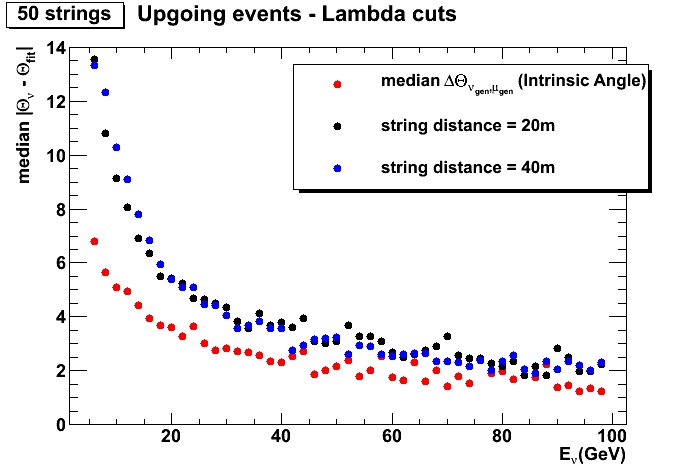 50 strings
Upgoing events - Lambda cuts
median |Θν - Θfit|
14
12
10
8
6
4
2
0
median ΔΘνgen,μgen (Intrinsic Angle)
string distance = 20m
string distance = 40m
20 40 60 80 100
Eν(GeV)